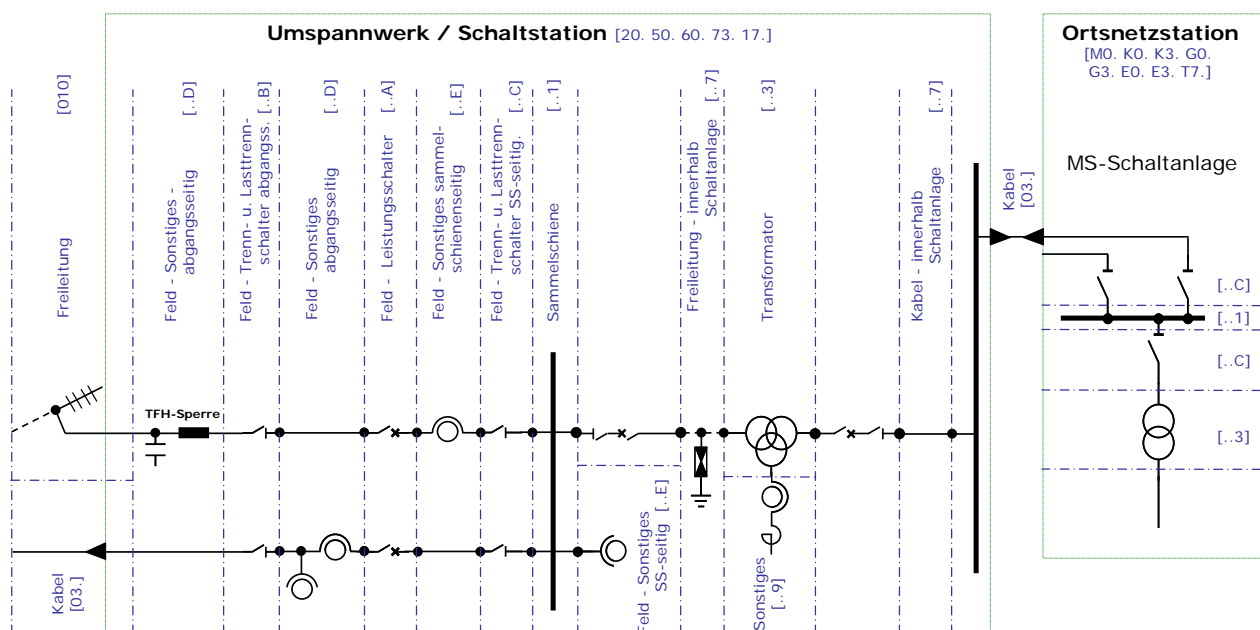 Umspannwerk / Schaltstation [20. 50. 60. 73. 17.]
Ortsnetzstation
[M0. K0. K3. G0.
G3. E0. E3. T7.]
MS-Schaltanlage
Freileitung [010]
Feld - Sonstiges - [..D]
abgangsseitig
Feld - Trenn- u. Lasttrenn-
schalter abgangss. [..B]
Feld - Sonstiges [..D]
abgangsseitig
Feld - Leistungsschalter [..A]
Feld - Sonstiges sammel- [..E]
schienenseitig
Feld - Trenn- u. Lasttrenn-
schalter SS-seitig. [..C]
Sammelschiene [..1]
Freileitung - innerhalb
Schaltanlage [..7]
Transformator [..3]
Kabel - innerhalb [..7]
Schaltanlage
Kabel
[03.]
[..C]
[..1]
[..C]
[..3]
TFH-Sperre
Kabel
[03.]
Feld - Sonstiges
SS-seitig [..E]
Sonstiges
[..9]